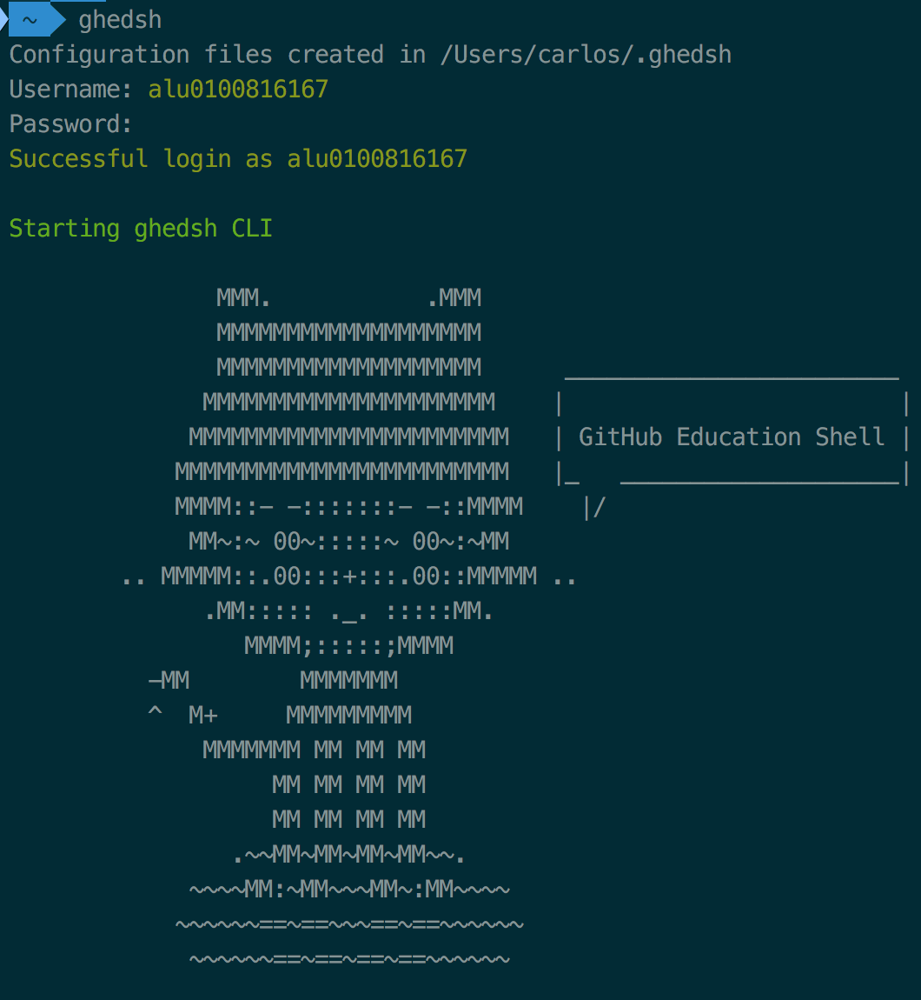 ~ ghedsh
Configuration files created in /Users/carlos/.ghedsh
Username: alu0100816167
Password:
Successful login as alu0100816167
Starting ghedsh CLI
               MMM.           .MMM
               MMMMMMMMMMMMMMMMMMM
               MMMMMMMMMMMMMMMMMMM      ________________________
              MMMMMMMMMMMMMMMMMMMMM    |                        |
             MMMMMMMMMMMMMMMMMMMMMMM   | GitHub Education Shell |
            MMMMMMMMMMMMMMMMMMMMMMMM   |_   ____________________|
            MMMM::- -:::::::- -::MMMM    |/
             MM~:~ 00~:::::~ 00~:~MM
        .. MMMMM::.00:::+:::.00::MMMMM ..
              .MM::::: ._. :::::MM.
                 MMMM;::::::;MMMM
          -MM        MMMMMMM
          ^  M+     MMMMMMMMM
              MMMMMMM MM MM MM
                   MM MM MM MM
                   MM MM MM MM
                .~~MM~MM~MM~MM~~.
             ~~~~MM:~MM~~~MM~:MM~~~~
            ~~~~~~==~==~~~==~==~~~~~~
             ~~~~~~==~==~==~==~~~~~~